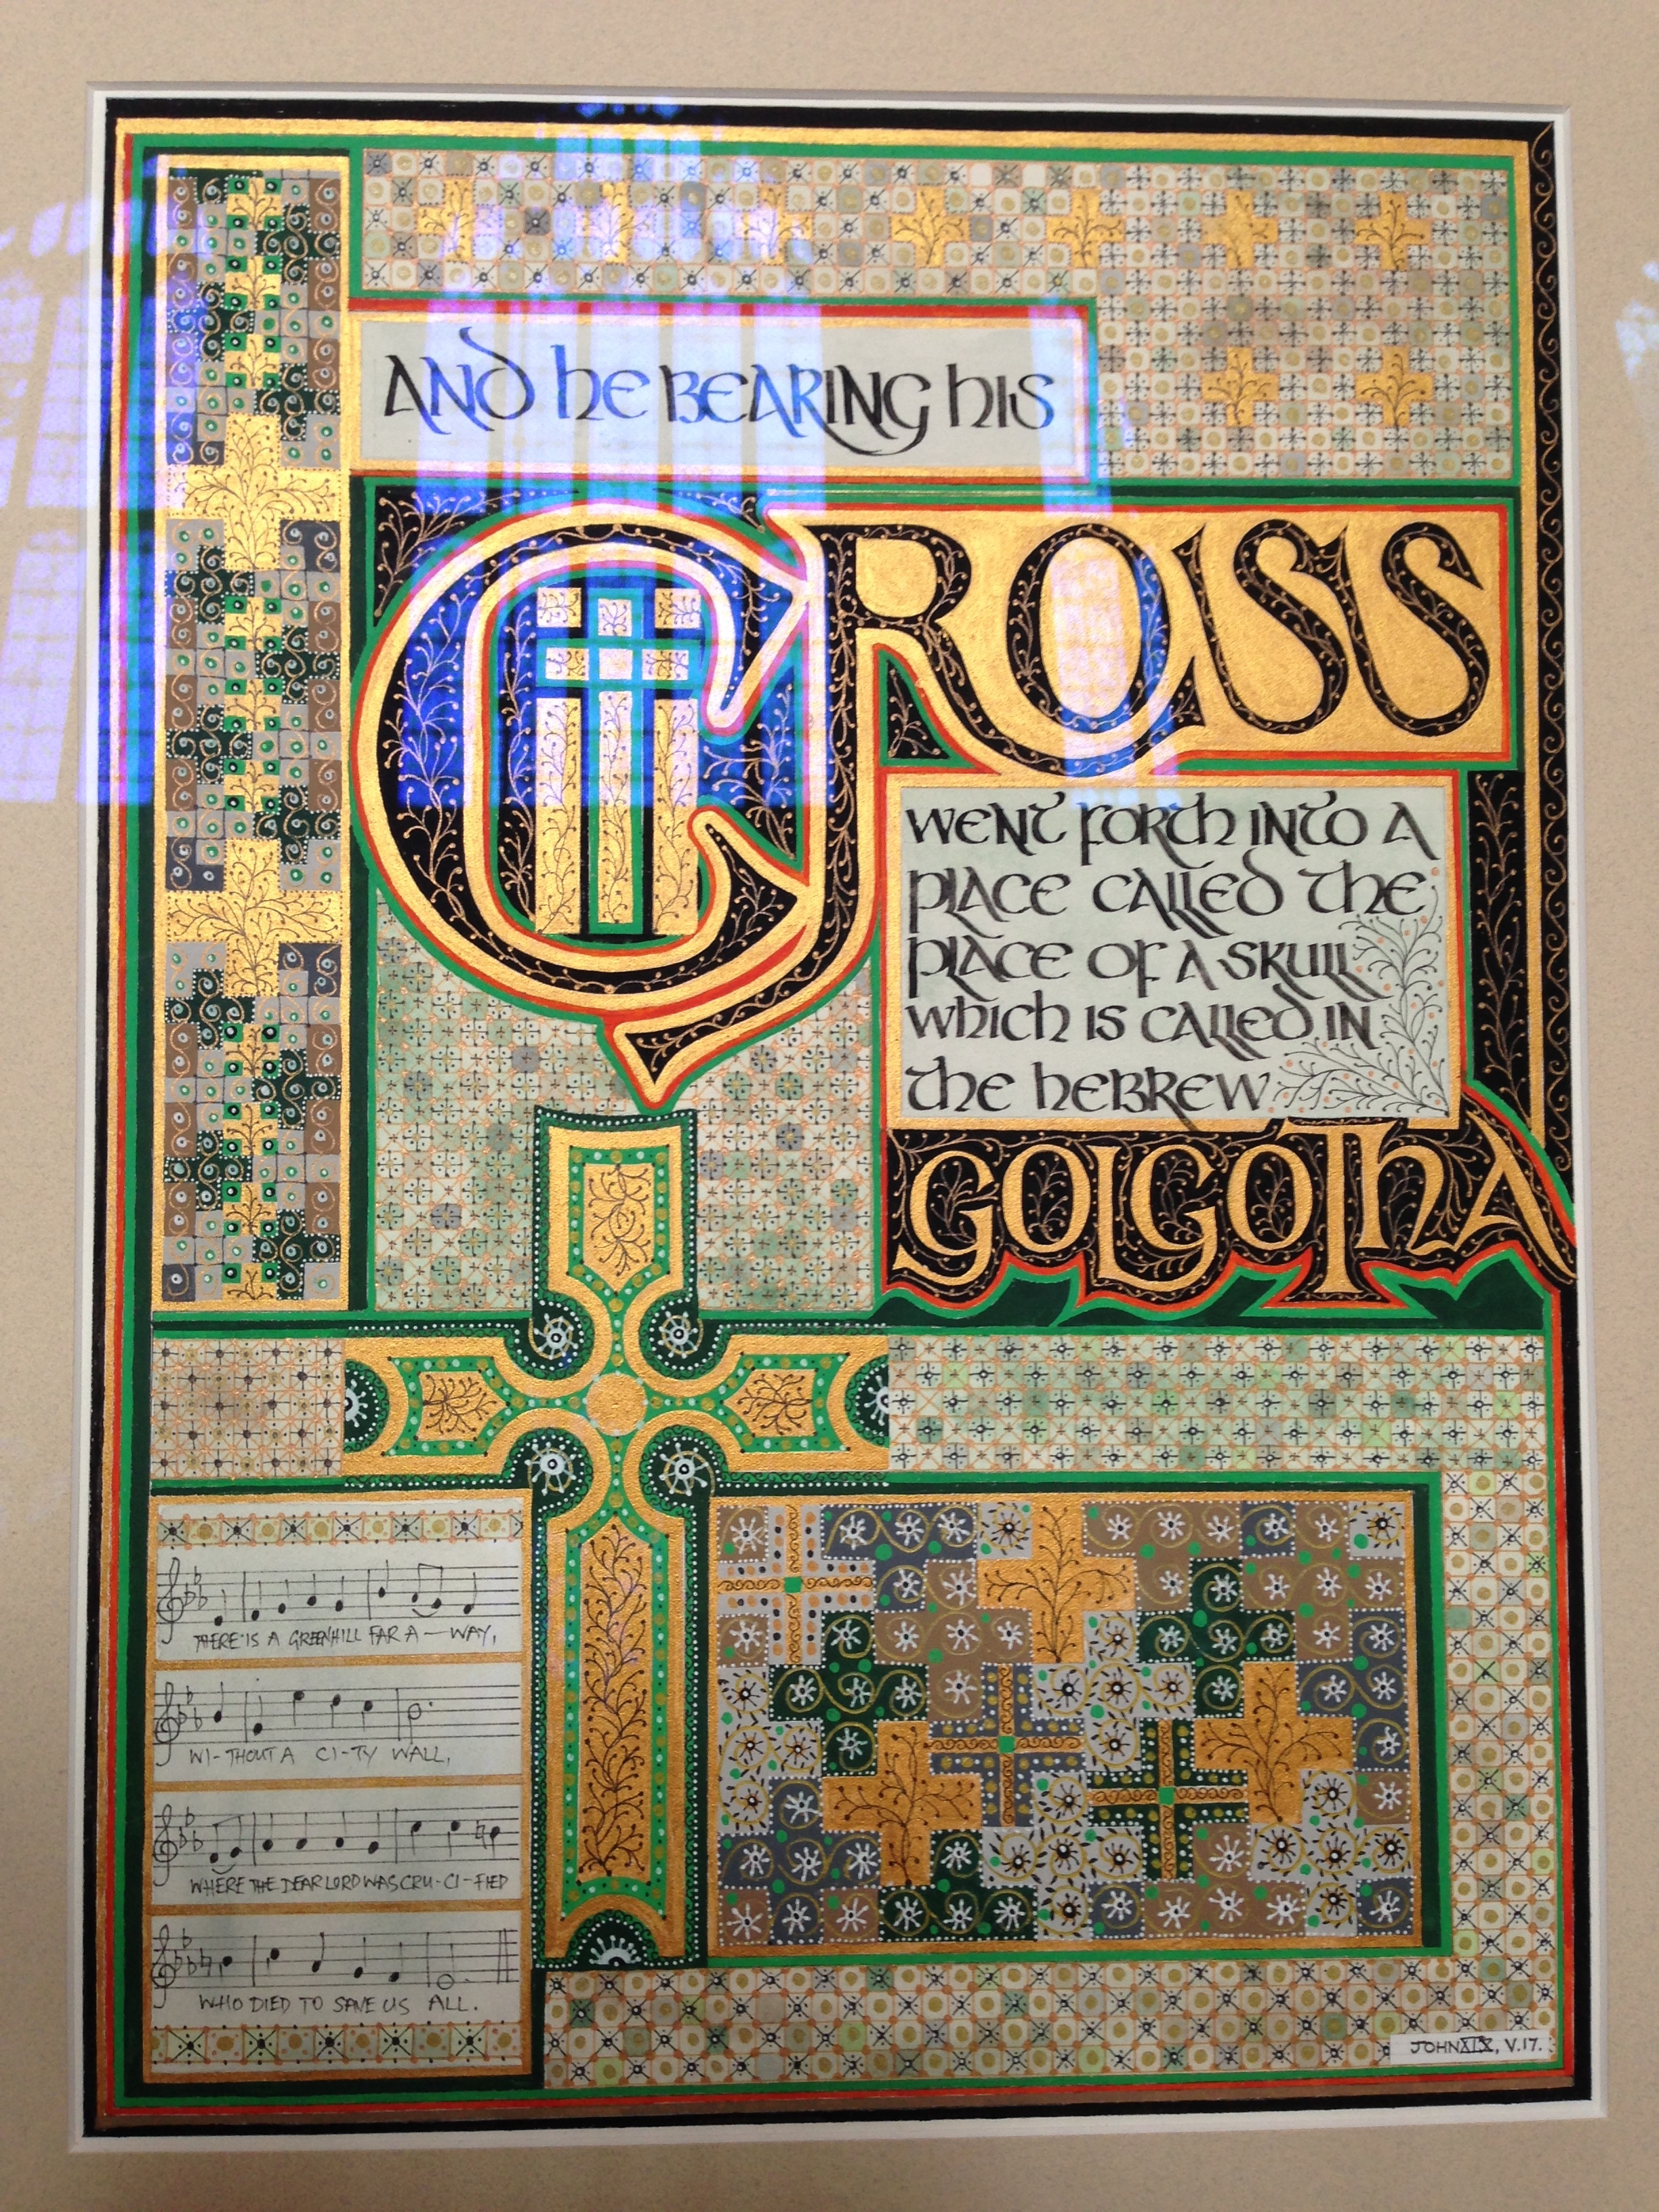 AND HE BEARING HIS
CROSS
WENT FORTH INTO A
PLACE CALLED THE
PLACE OF A SKULL
WHICH IS CALLED IN
THE HEBREW
GOLGOTHA
THERE IS A GREEN HILL FAR A — WAY,
WI-THOUT A CI-TY WALL,
WHERE THE DEAR LORD WAS CRU-CI-FIED
WHO DIED TO SAVE US ALL.
JOHN XIX, V.17.